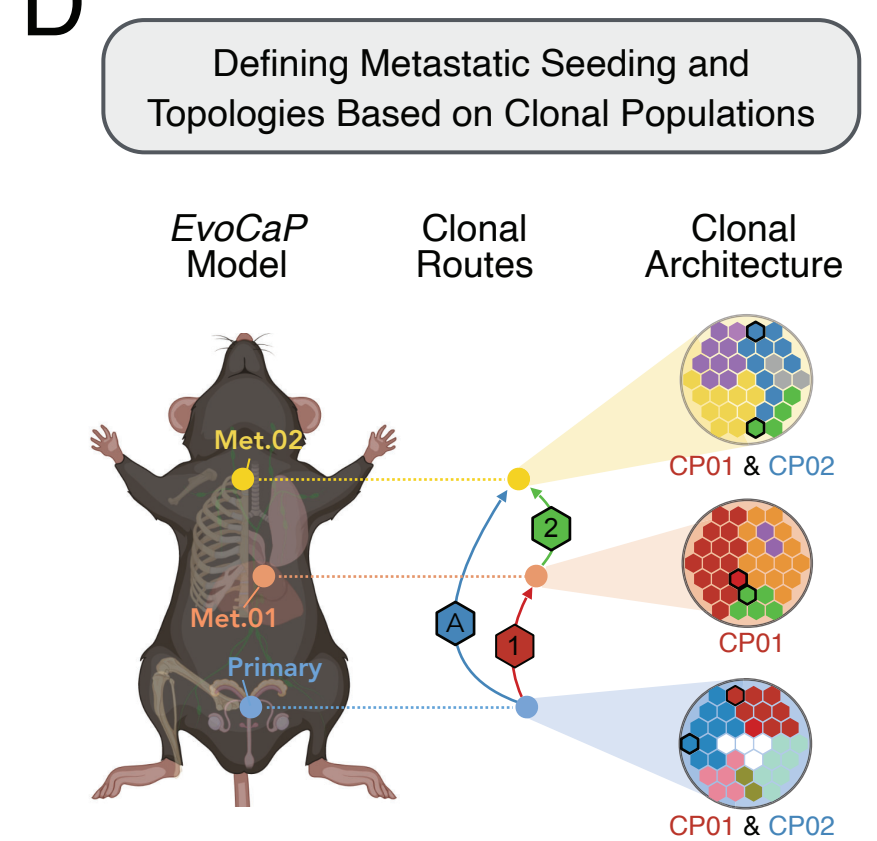 D
Defining Metastatic Seeding and
Topologies Based on Clonal Populations
EvoCaP
Model
Clonal
Routes
Clonal
Architecture
Met.02
Met.01
Primary
2
A
1
CP01 & CP02
CP01
CP01 & CP02